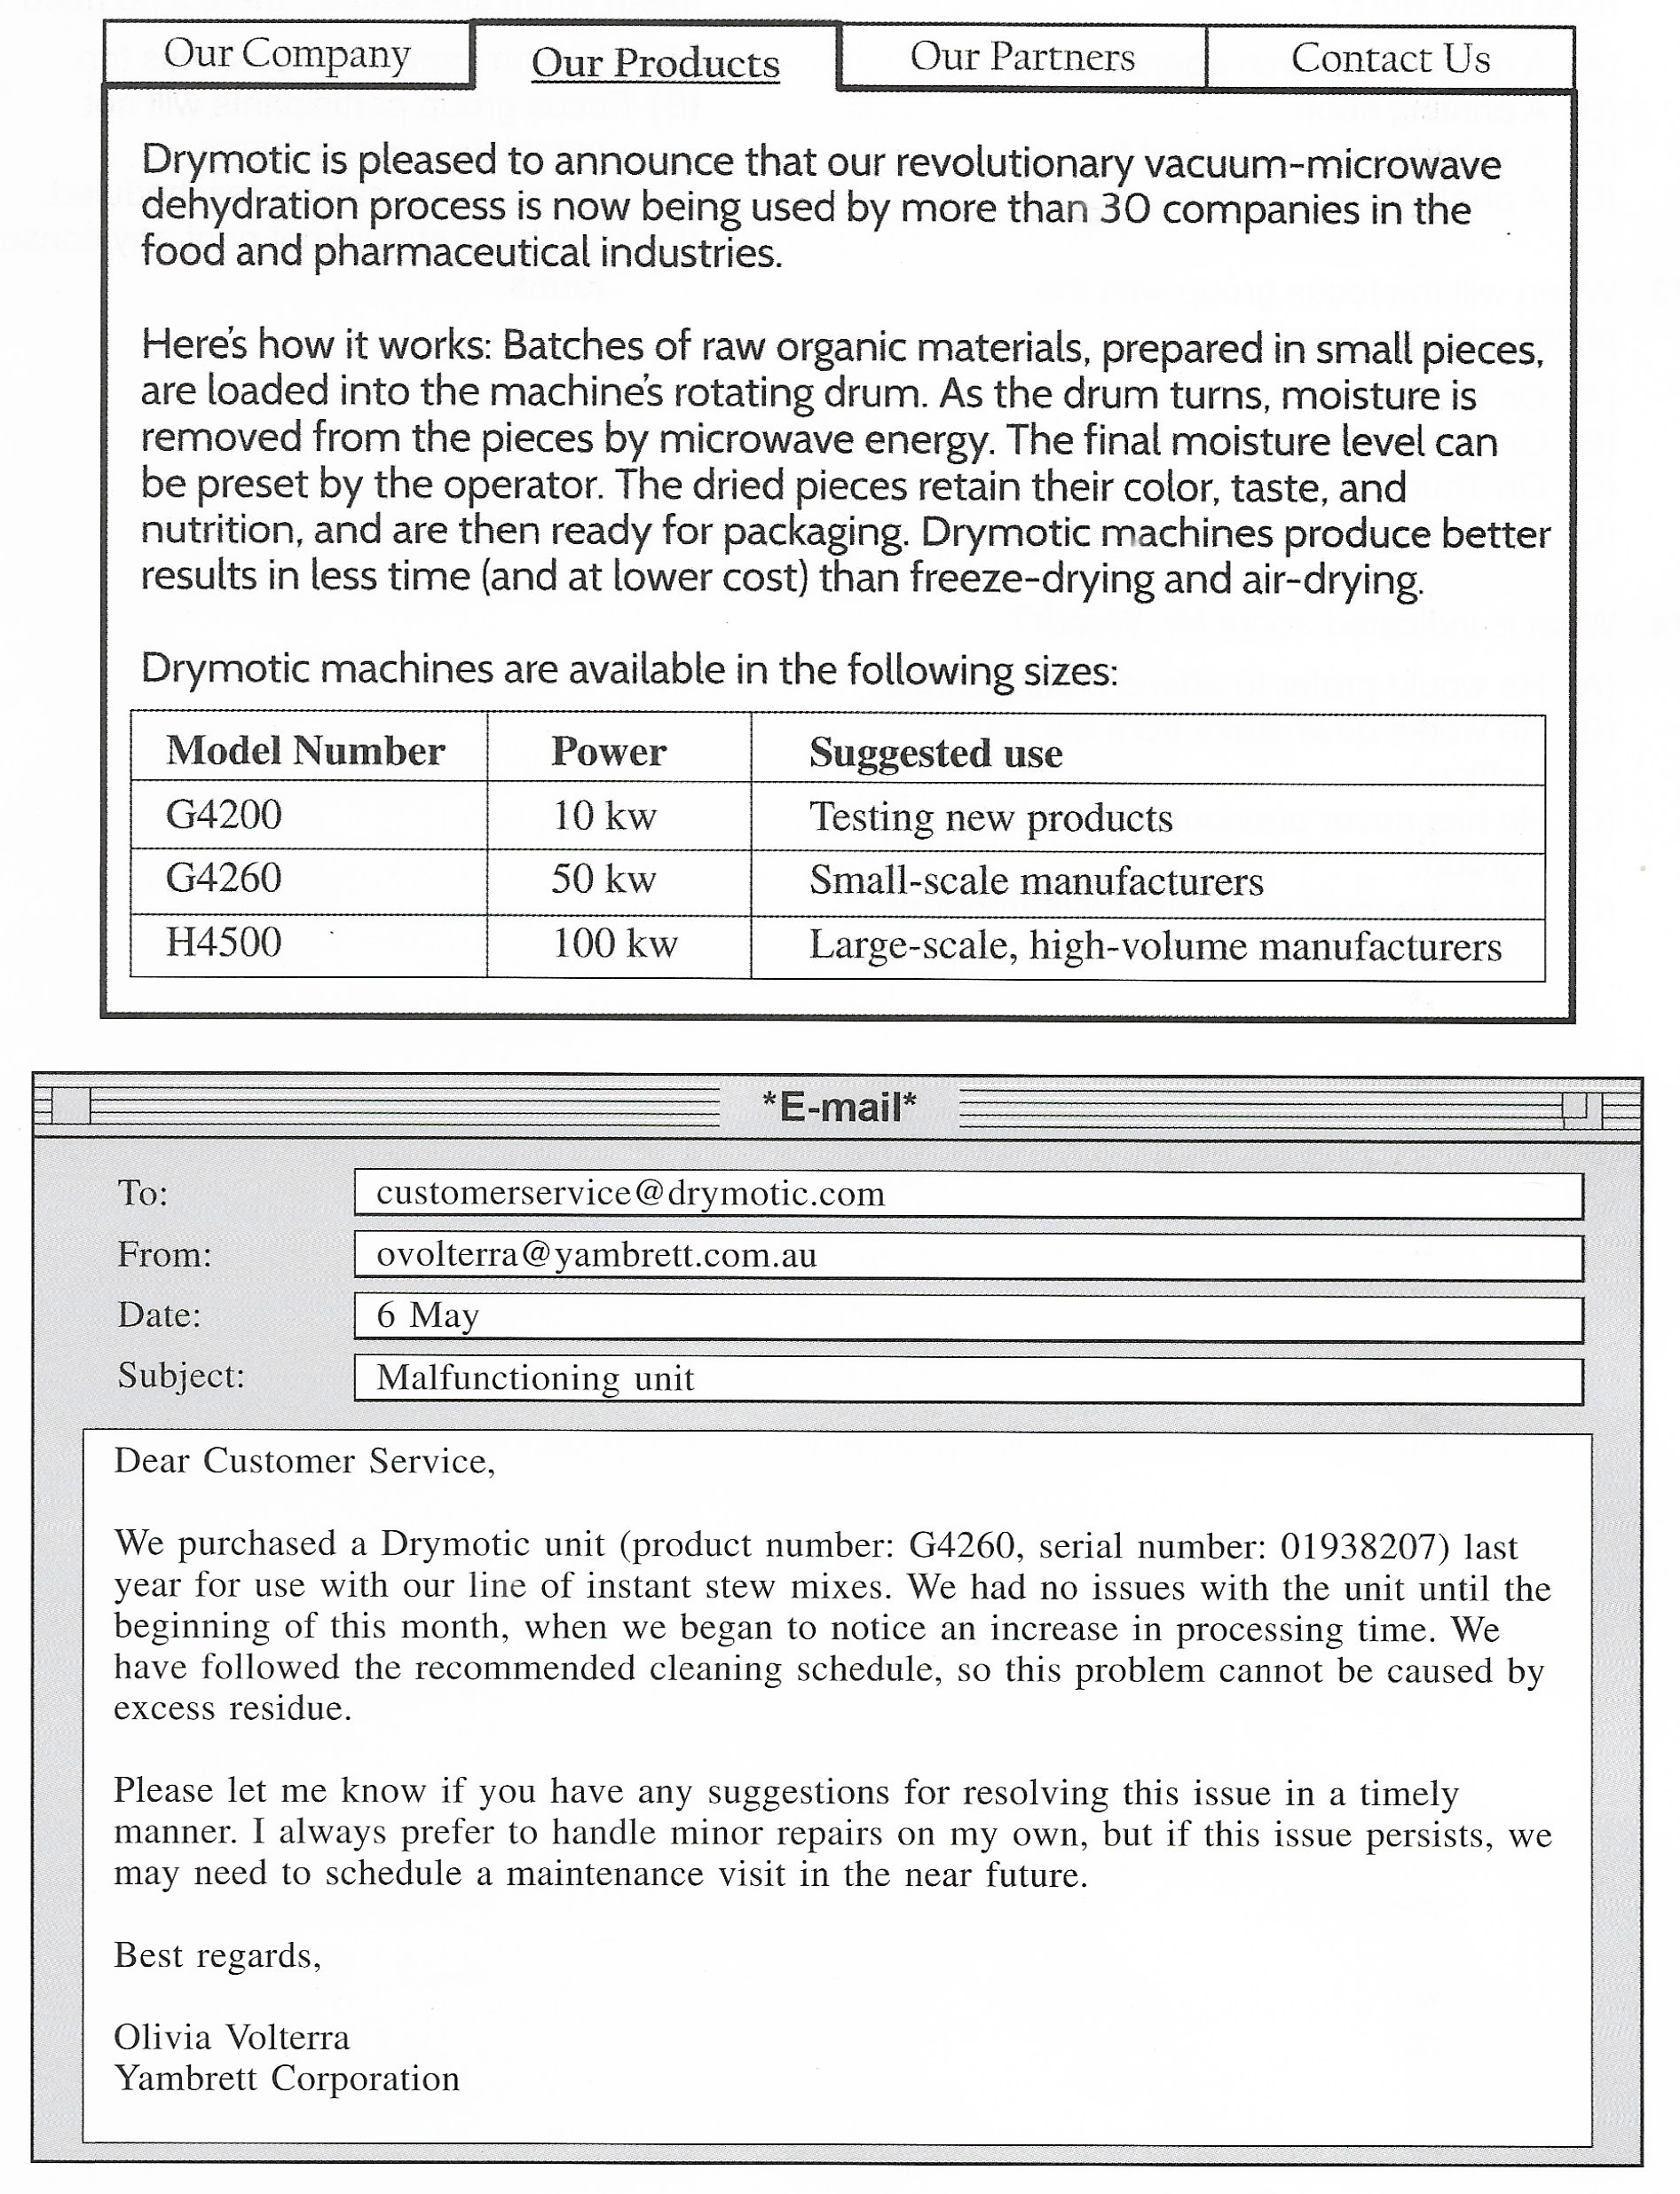 Our Company
Our Products
Our Partners
Contact Us
Drymotic is pleased to announce that our revolutionary vacuum-microwave
dehydration process is now being used by more than 30 companies in the
food and pharmaceutical industries.
Here's how it works: Batches of raw organic materials, prepared in small pieces,
are loaded into the machine's rotating drum. As the drum turns, moisture is
removed from the pieces by microwave energy. The final moisture level can
be preset by the operator. The dried pieces retain their color, taste, and
nutrition, and are then ready for packaging. Drymotic machines produce better
results in less time (and at lower cost) than freeze-drying and air-drying.
Drymotic machines are available in the following sizes:
Model Number Power Suggested use
G4200 10 kw Testing new products
G4260 50 kw Small-scale manufacturers
H4500 100 kw Large-scale, high-volume manufacturers
*E-mail*
To: customerservice@drymotic.com
From: ovolterra@yambrett.com.au
Date: 6 May
Subject: Malfunctioning unit
Dear Customer Service,
We purchased a Drymotic unit (product number: G4260, serial number: 01938207) last
year for use with our line of instant stew mixes. We had no issues with the unit until the
beginning of this month, when we began to notice an increase in processing time. We
have followed the recommended cleaning schedule, so this problem cannot be caused by
excess residue.
Please let me know if you have any suggestions for resolving this issue in a timely
manner. I always prefer to handle minor repairs on my own, but if this issue persists, we
may need to schedule a maintenance visit in the near future.
Best regards,
Olivia Volterra
Yambrett Corporation